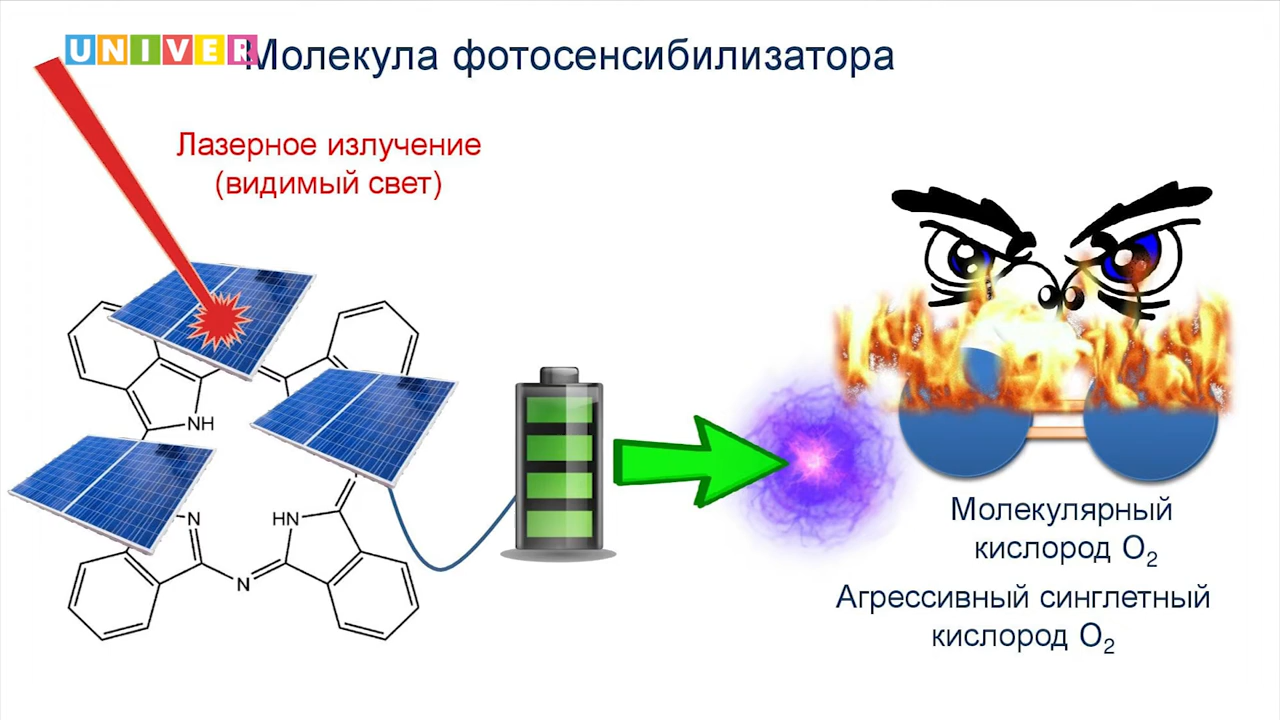 UNIVER
Молекула фотосенсибилизатора
Лазерное излучение
(видимый свет)
NH
N
HN
N
Молекулярный
кислород O2
Агрессивный синглетный
кислород O2